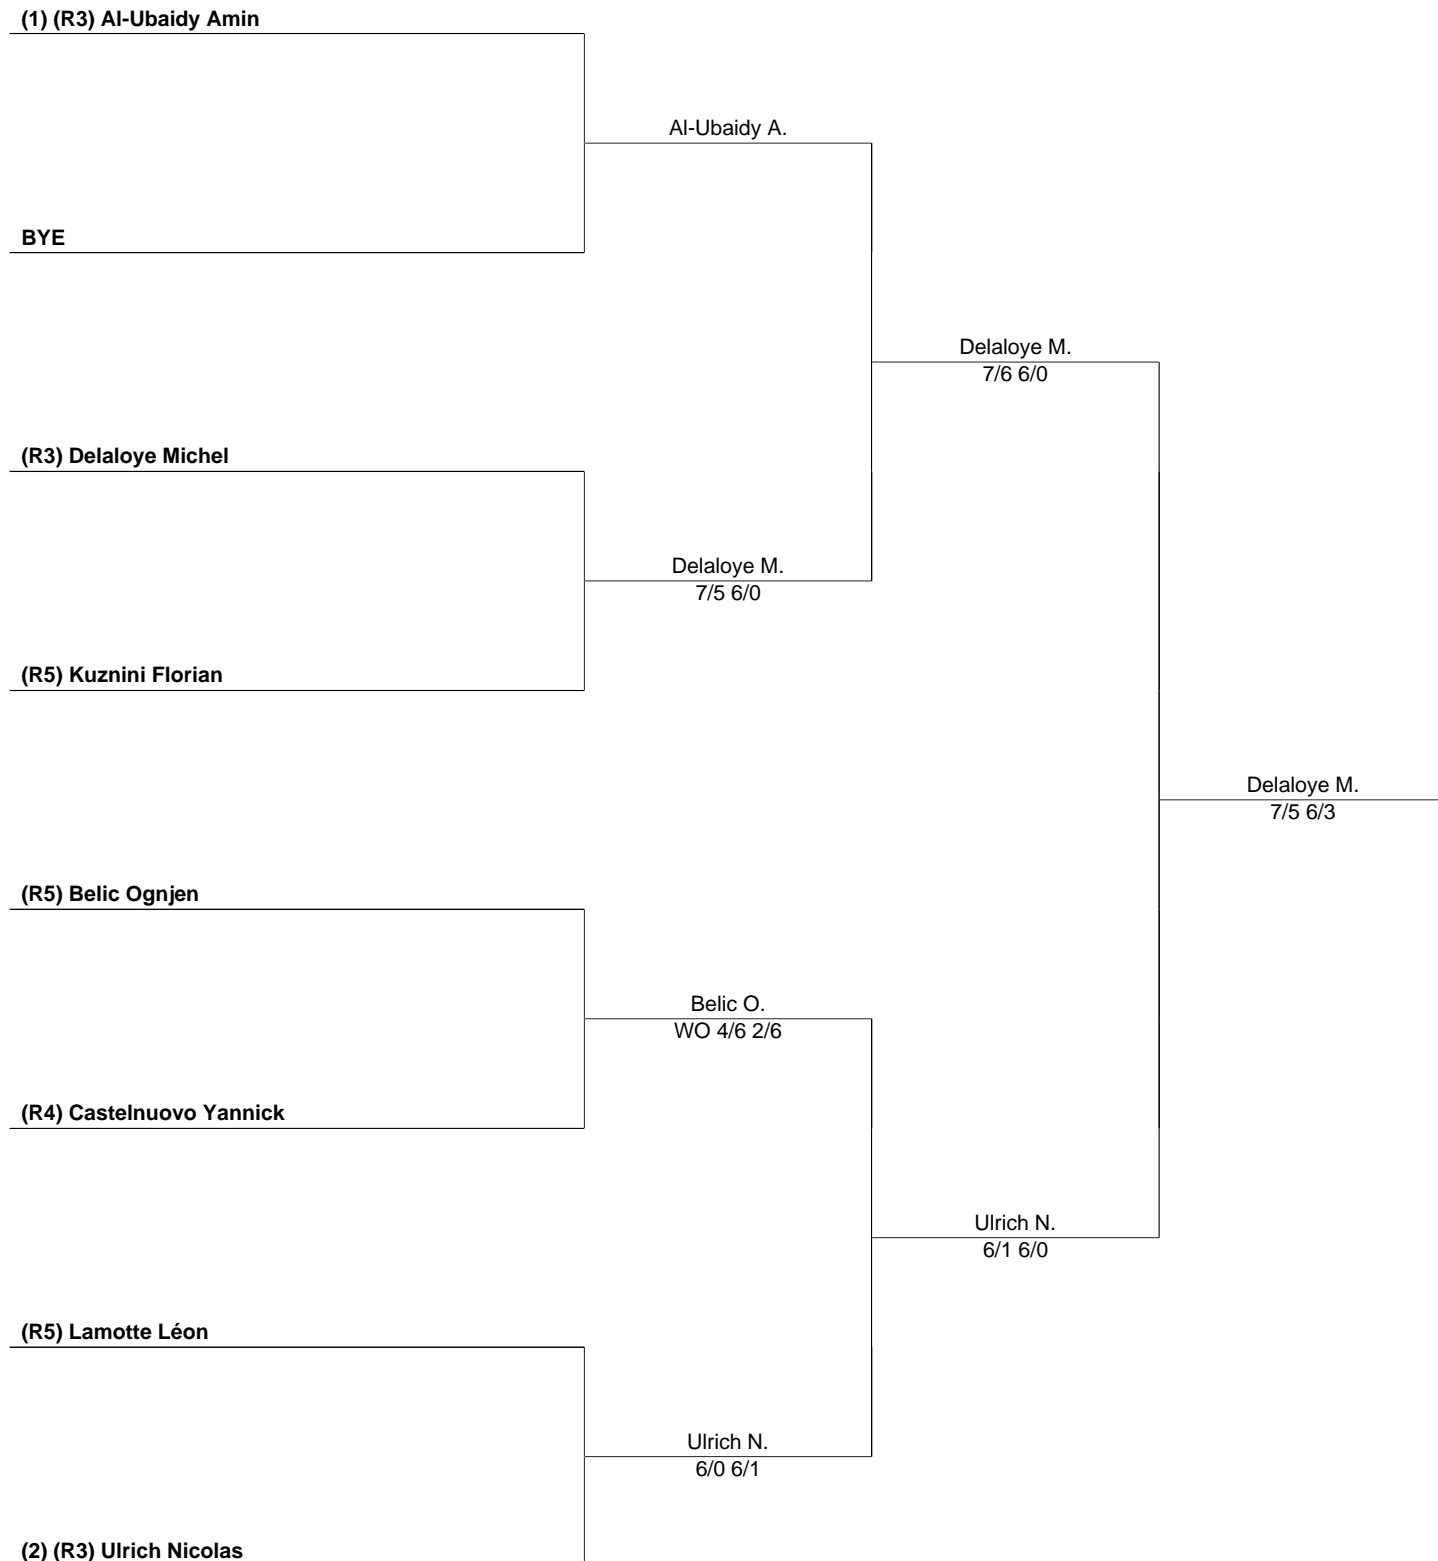 (1) (R3) Al-Ubaidy Amin
Al-Ubaidy A.
BYE
Delaloye M.
7/6 6/0
(R3) Delaloye Michel
Delaloye M.
7/5 6/0
(R5) Kuznini Florian
Delaloye M.
7/5 6/3
(R5) Belic Ognjen
Belic O.
WO 4/6 2/6
(R4) Castelnuovo Yannick
Ulrich N.
6/1 6/0
(R5) Lamotte Léon
Ulrich N.
6/0 6/1
(2) (R3) Ulrich Nicolas